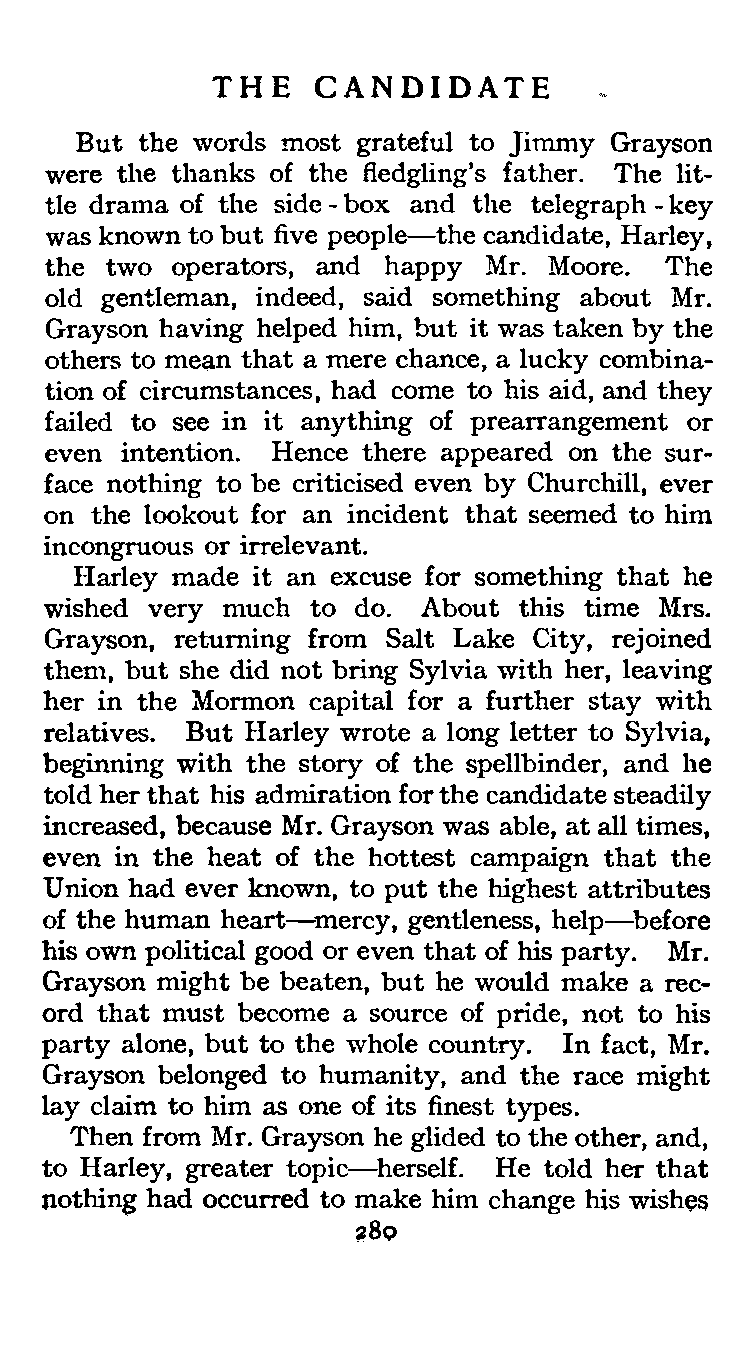 THE CANDIDATE
But the words most grateful to Jimmy Grayson
were the thanks of the fledgling's father. The lit-
tle drama of the side-box and the telegraph-key
was known to but five people—the candidate, Harley,
the two operators, and happy Mr. Moore. The
old gentleman, indeed, said something about Mr.
Grayson having helped him, but it was taken by the
others to mean that a mere chance, a lucky combina-
tion of circumstances, had come to his aid, and they
failed to see in it anything of prearrangement or
even intention. Hence there appeared on the sur-
face nothing to be criticised even by Churchill, ever
on the lookout for an incident that seemed to him
incongruous or irrelevant.
Harley made it an excuse for something that he
wished very much to do. About this time Mrs.
Grayson, returning from Salt Lake City, rejoined
them, but she did not bring Sylvia with her, leaving
her in the Mormon capital for a further stay with
relatives. But Harley wrote a long letter to Sylvia,
beginning with the story of the spellbinder, and he
told her that his admiration for the candidate steadily
increased, because Mr. Grayson was able, at all times,
even in the heat of the hottest campaign that the
Union had ever known, to put the highest attributes
of the human heart—mercy, gentleness, help—before
his own political good or even that of his party. Mr.
Grayson might be beaten, but he would make a rec-
ord that must become a source of pride, not to his
party alone, but to the whole country. In fact, Mr.
Grayson belonged to humanity, and the race might
lay claim to him as one of its finest types.
Then from Mr. Grayson he glided to the other, and,
to Harley, greater topic—herself. He told her that
nothing had occurred to make him change his wishes
280